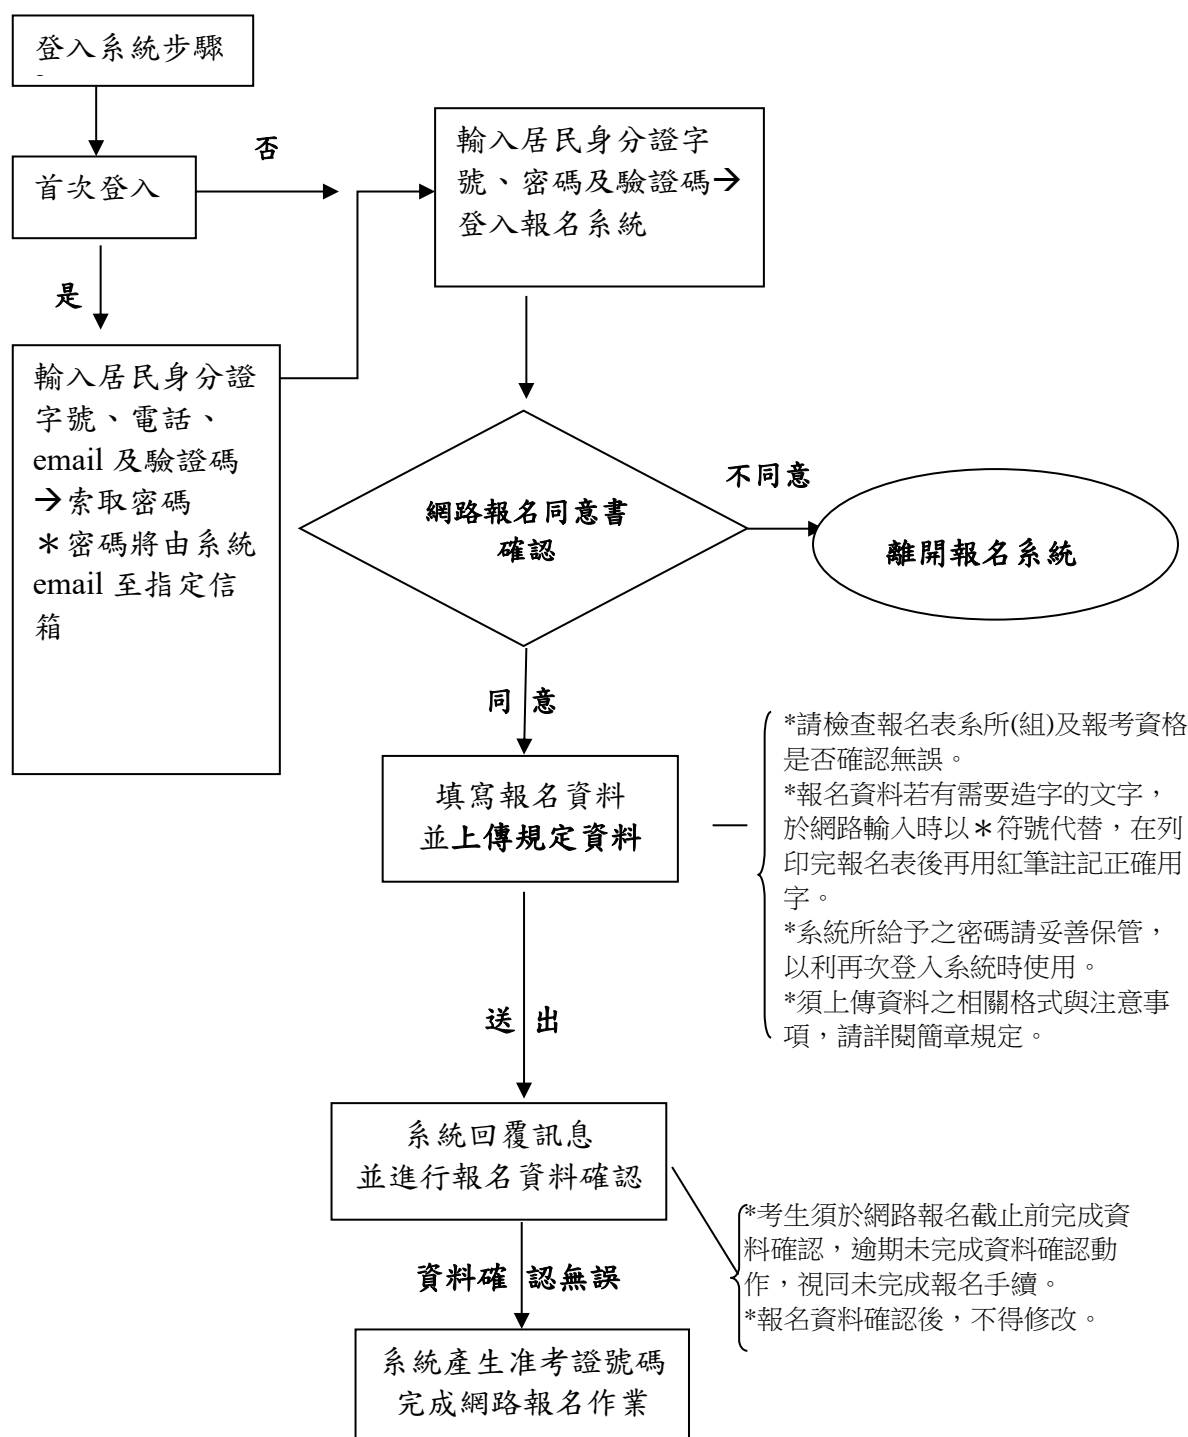 登入系統步驟
首次登入
否
是
輸入居民身分證字
號、密碼及驗證碼→
登入報名系統
輸入居民身分證
字號、電話、
email 及驗證碼
→索取密碼
＊密碼將由系統
email 至指定信
箱
網路報名同意書
確認
不同意
離開報名系統
同意
填寫報名資料
並上傳規定資料
*請檢查報名表系所(組)及報考資格
是否確認無誤。
*報名資料若有需要造字的文字，
於網路輸入時以＊符號代替，在列
印完報名表後再用紅筆註記正確用
字。
*系統所給予之密碼請妥善保管，
以利再次登入系統時使用。
*須上傳資料之相關格式與注意事
項，請詳閱簡章規定。
送出
系統回覆訊息
並進行報名資料確認
*考生須於網路報名截止前完成資
料確認，逾期未完成資料確認動
作，視同未完成報名手續。
*報名資料確認後，不得修改。
資料確認無誤
系統產生准考證號碼
完成網路報名作業